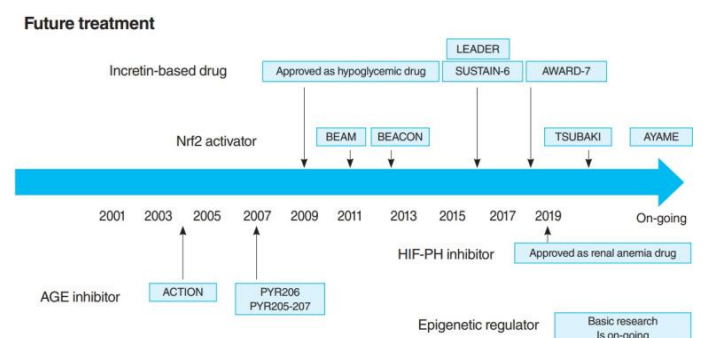 Future treatment
LEADER
Incretin-based drug
Approved as hypoglycemic drug
SUSTAIN-6
AWARD-7
Nrf2 activator
BEAM
BEACON
TSUBAKI
AYAME
2001 2003 2005 2007 2009 2011 2013 2015 2017 2019 On-going
HIF-PH inhibitor
Approved as renal anemia drug
AGE inhibitor
ACTION
PYR206
PYR205-207
Epigenetic regulator
Basic research
Is on-going